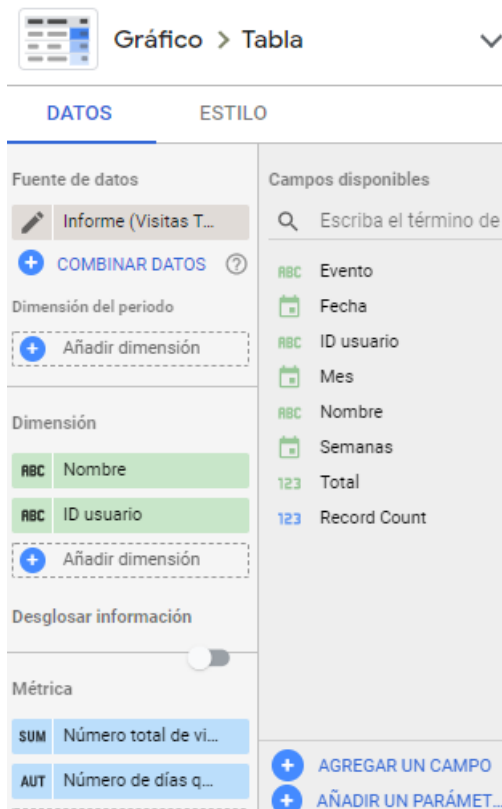 Gráfico > Tabla
DATOS
ESTILO
Fuente de datos
Informe (Visitas T...
COMBINAR DATOS
Dimensión del periodo
Añadir dimensión
Dimensión
ABC Nombre
ABC ID usuario
Añadir dimensión
Desglosar información
Métrica
SUM Número total de vi...
AUT Número de días q...
Campos disponibles
Escriba el término de
ABC Evento
Fecha
ABC ID usuario
Mes
ABC Nombre
Semanas
123 Total
123 Record Count
AGREGAR UN CAMPO
AÑADIR UN PARÁMET...